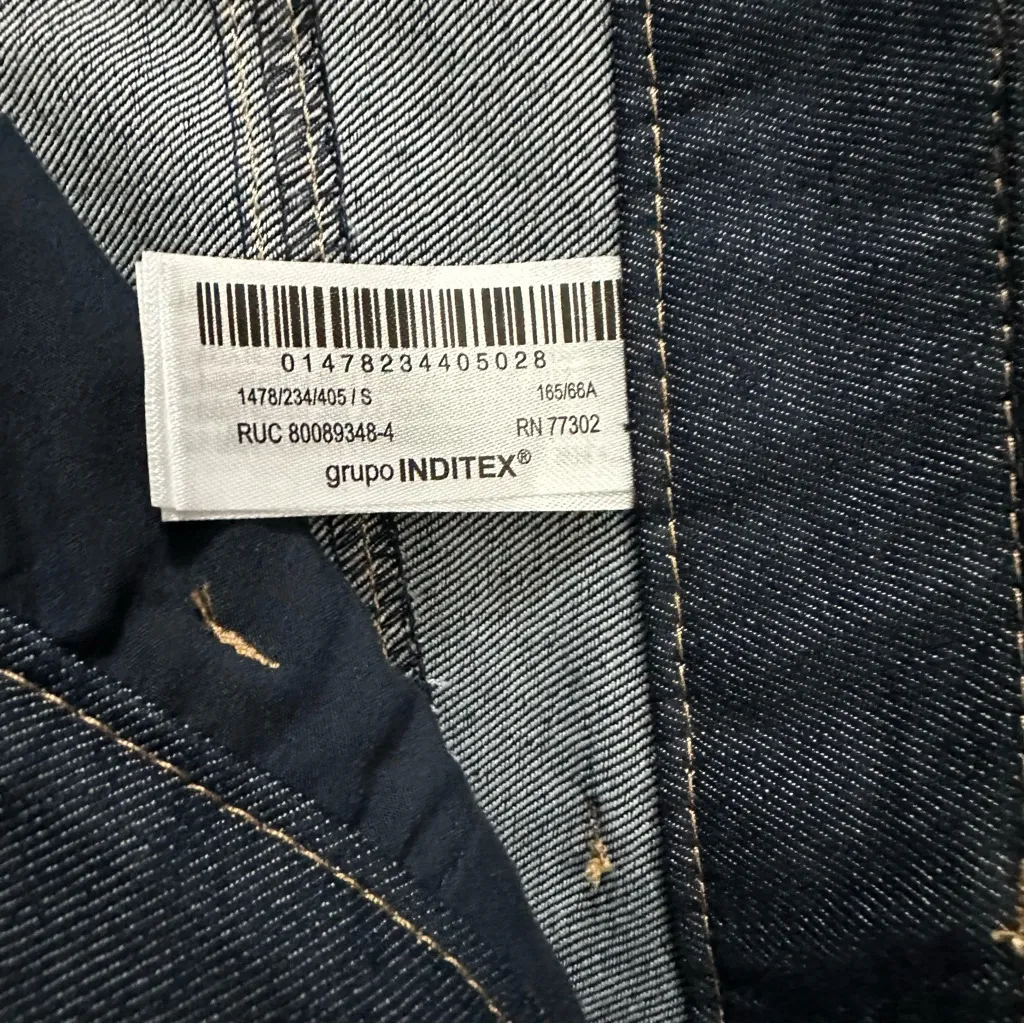 01478234405028
1478/234/405 / S 165/66A
RUC 80089348-4 RN 77302
grupo INDITEX®